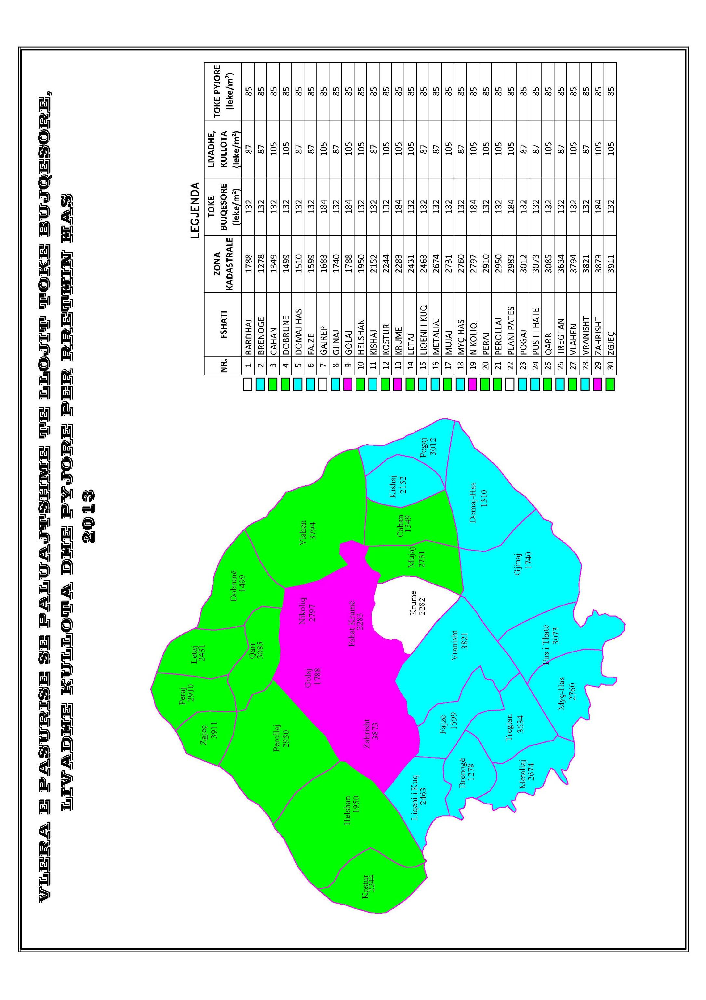 VLERA E PASURISE SE PALUAJTSHME TE LLOJIT TOKE BUJQESORE,
LIVADHE KULLOTA DHE PYJORE PER RRETHIN HAS
2013
LEGJENDA
NR. FSHATI ZONA KADASTRALE TOKE BUJQESORE (leke/m²) LIVADHE, KULLOTA (leke/m²) TOKE PYJORE (leke/m²)
1 BARDHAJ 1788 132 87 85
2 BRENOGE 1278 132 87 85
3 CAHAN 1349 132 105 85
4 DOBRUNE 1499 132 105 85
5 DOMAJ HAS 1510 132 87 85
6 FAJZE 1599 132 87 85
7 GAJREP 1683 184 105 85
8 GJINAJ 1740 132 87 85
9 GOLAJ 1788 184 105 85
10 HELSHAN 1950 132 105 85
11 KISHAJ 2152 132 87 85
12 KOSTUR 2244 132 105 85
13 KRUME 2283 184 105 85
14 LETAJ 2431 132 105 85
15 LIQENI I KUQ 2463 132 87 85
16 METALIAJ 2674 132 87 85
17 MUJAJ 2731 132 105 85
18 MYÇ HAS 2760 132 87 85
19 NIKOLIQ 2797 184 105 85
20 PERAJ 2910 132 105 85
21 PEROLLAJ 2950 132 105 85
22 PLANI PATES 2983 184 105 85
23 POGAJ 3012 132 87 85
24 PUS I THATE 3073 132 87 85
25 QARR 3085 132 105 85
26 TREGTAN 3634 132 87 85
27 VLAHEN 3794 132 105 85
28 VRANISHT 3821 132 87 85
29 ZAHRISHT 3873 184 105 85
30 ZGJEÇ 3911 132 105 85
Peraj
2910
Letaj
2431
Zgjeç
3911
Dobrunë
1499
Qarr
3085
Perollaj
2950
Vlahen
3794
Nikoliq
2797
Golaj
1788
Fshat Krumë
2283
Helshan
1950
Kostur
2244
Zahrisht
3873
Kishaj
2152
Cahan
1349
Pogaj
3012
Mujaj
2731
Krumë
2282
Liqeni i Kuq
2463
Fajzë
1599
Vranisht
3821
Brenogë
1278
Domaj-Has
1510
Tregtan
3634
Gjinaj
1740
Metaliaj
2674
Pus i Thatë
3073
Myç-Has
2760